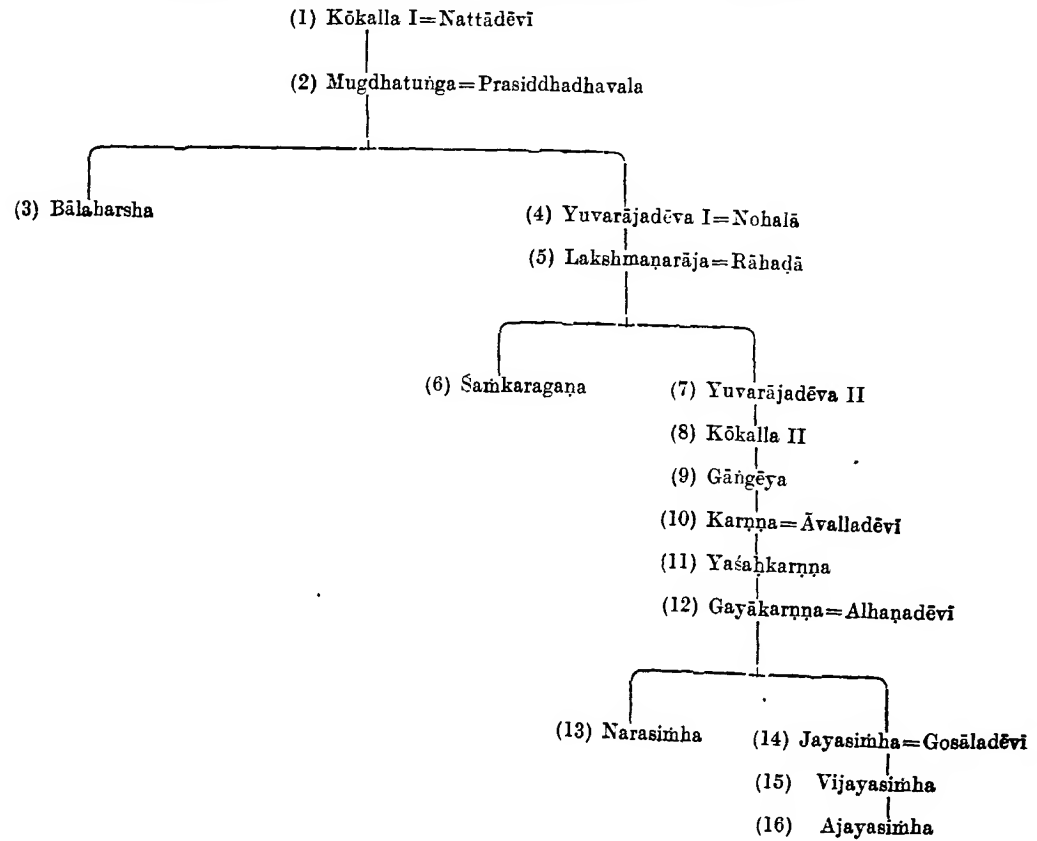 (1) Kōkalla I=Nattādēvī
(2) Mugdhatuṅga=Prasiddhadhavala
(3) Bālaharsha
(4) Yuvarājadēva I=Nohalā
(5) Lakshmaṇarāja=Rāhaḍā
(6) Śaṁkaragaṇa
(7) Yuvarājadēva II
(8) Kōkalla II
(9) Gāṅgēya
(10) Karṇṇa=Āvalladēvī
(11) Yaśaḥkarṇṇa
(12) Gayākarṇṇa=Alhaṇadēvī
(13) Narasiṁha
(14) Jayasiṁha=Gosāladēvī
(15) Vijayasiṁha
(16) Ajayasiṁha